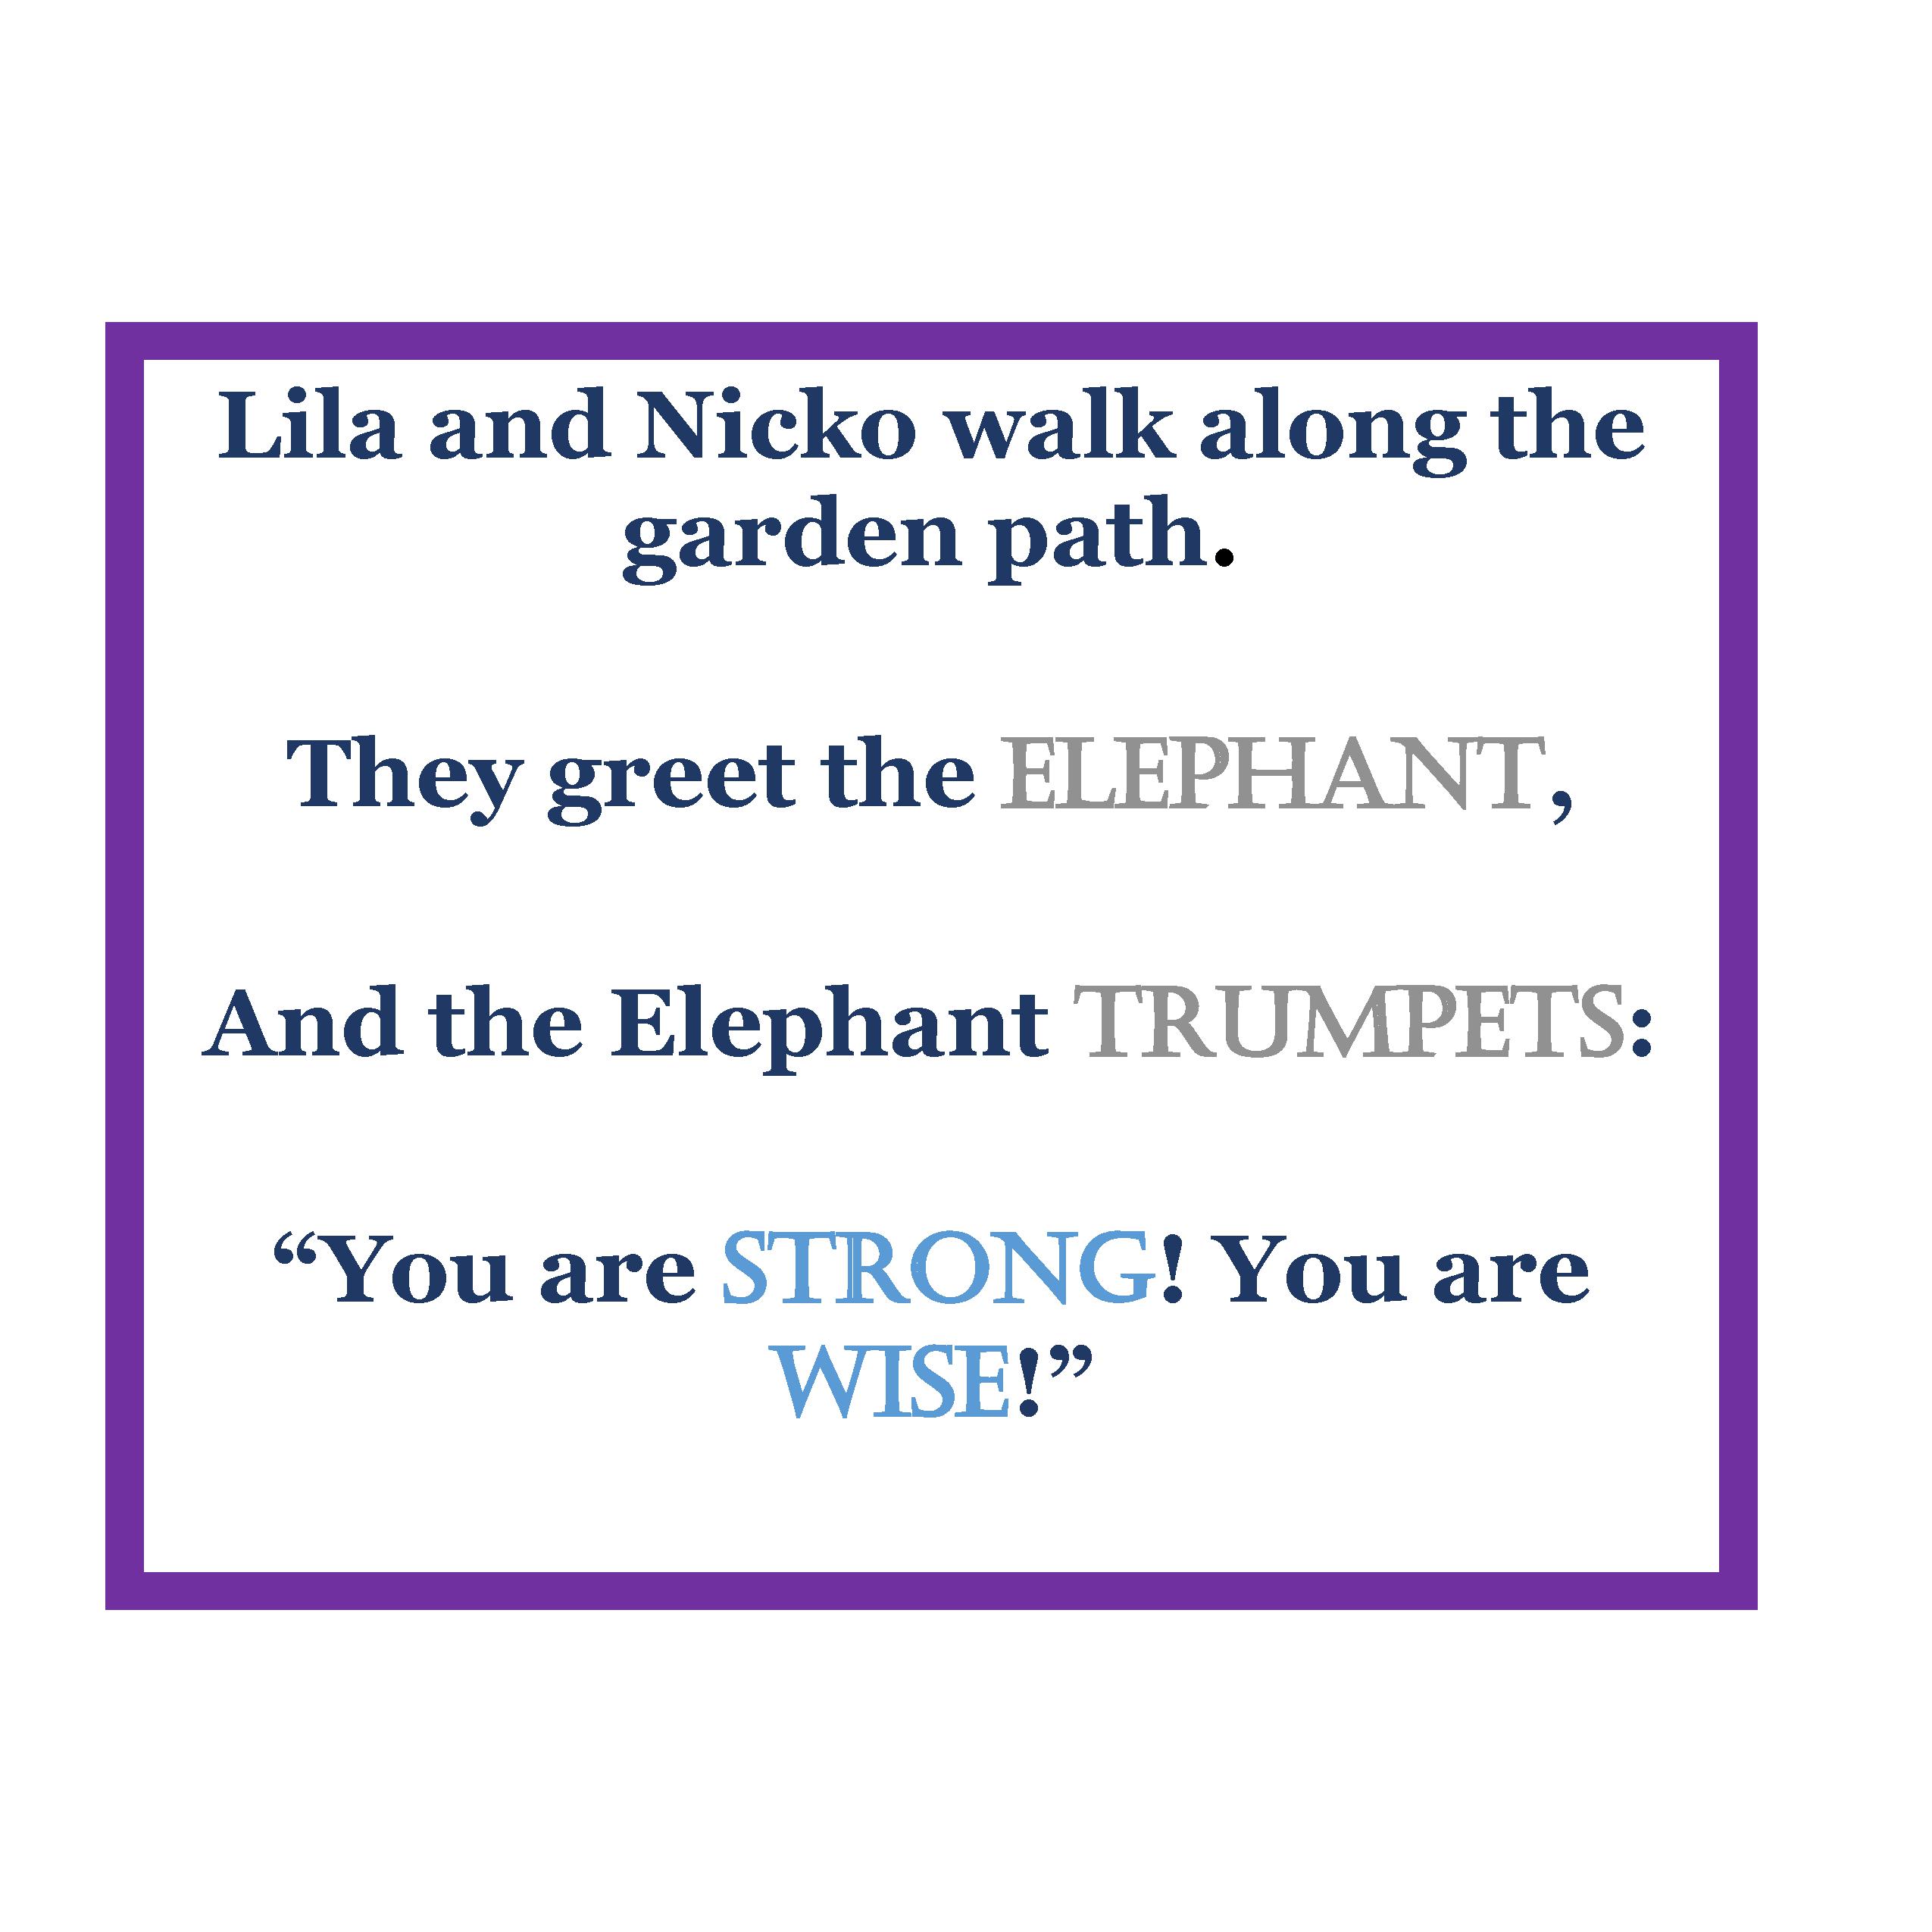 Lila and Nicko walk along the
garden path.
They greet the ELEPHANT,
And the Elephant TRUMPETS:
“You are STRONG! You are
WISE!”